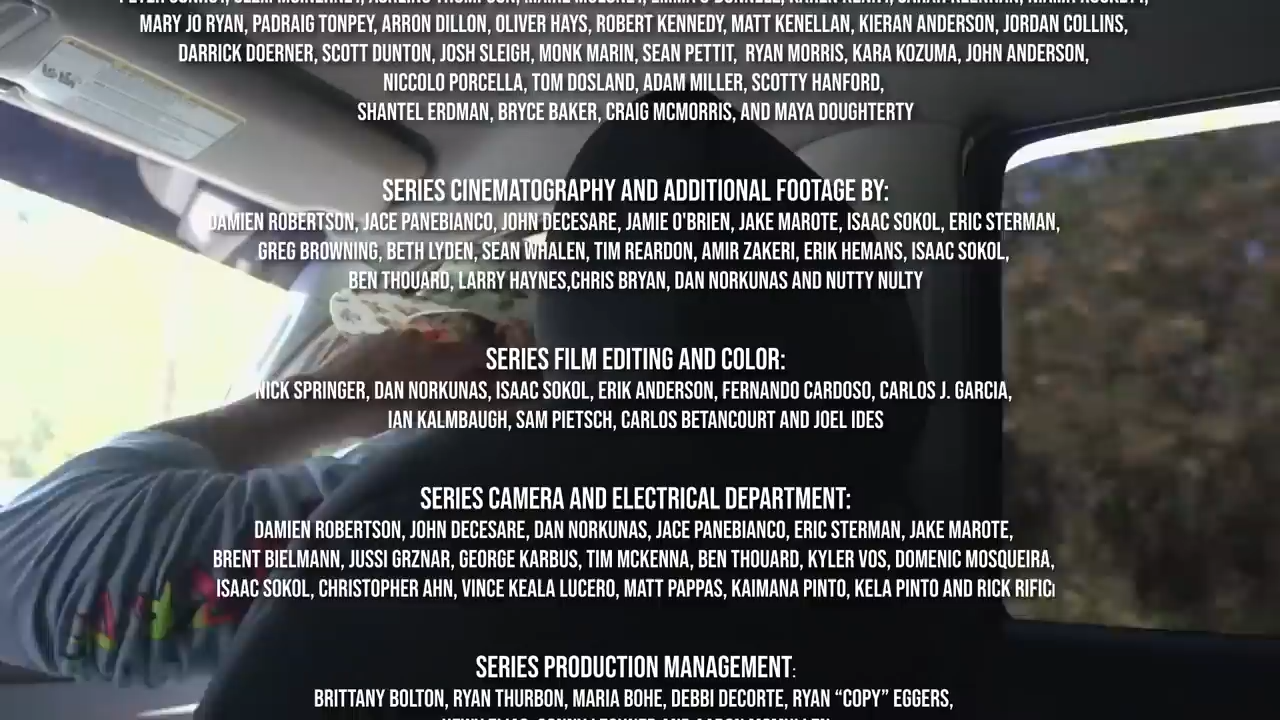 MARY JO RYAN, PADRAIG TONPEY, ARRON DILLON, OLIVER HAYS, ROBERT KENNEDY, MATT KENELLAN, KIERAN ANDERSON, JORDAN COLLINS,
DARRICK DOERNER, SCOTT DUNTON, JOSH SLEIGH, MONK MARIN, SEAN PETTIT, RYAN MORRIS, KARA KOZUMA, JOHN ANDERSON,
NICCOLO PORCELLA, TOM DOSLAND, ADAM MILLER, SCOTTY HANFORD,
SHANTEL ERDMAN, BRYCE BAKER, CRAIG MCMORRIS, AND MAYA DOUGHTERTY
SERIES CINEMATOGRAPHY AND ADDITIONAL FOOTAGE BY:
DAMIEN ROBERTSON, JACE PANEBIANCO, JOHN DECESARE, JAMIE O'BRIEN, JAKE MAROTE, ISAAC SOKOL, ERIC STERMAN,
GREG BROWNING, BETH LYDEN, SEAN WHALEN, TIM REARDON, AMIR ZAKERI, ERIK HEMANS, ISAAC SOKOL,
BEN THOUARD, LARRY HAYNES,CHRIS BRYAN, DAN NORKUNAS AND NUTTY NULTY
SERIES FILM EDITING AND COLOR:
NICK SPRINGER, DAN NORKUNAS, ISAAC SOKOL, ERIK ANDERSON, FERNANDO CARDOSO, CARLOS J. GARCIA,
IAN KALMBAUGH, SAM PIETSCH, CARLOS BETANCOURT AND JOEL IDES
SERIES CAMERA AND ELECTRICAL DEPARTMENT:
DAMIEN ROBERTSON, JOHN DECESARE, DAN NORKUNAS, JACE PANEBIANCO, ERIC STERMAN, JAKE MAROTE,
BRENT BIELMANN, JUSSI GRZNAR, GEORGE KARBUS, TIM MCKENNA, BEN THOUARD, KYLER VOS, DOMENIC MOSQUEIRA,
ISAAC SOKOL, CHRISTOPHER AHN, VINCE KEALA LUCERO, MATT PAPPAS, KAIMANA PINTO, KELA PINTO AND RICK RIFICI
SERIES PRODUCTION MANAGEMENT:
BRITTANY BOLTON, RYAN THURBON, MARIA BOHE, DEBBI DECORTE, RYAN “COPY” EGGERS,